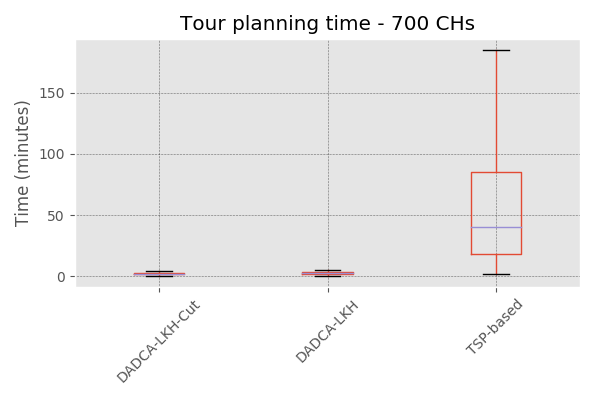 Tour planning time - 700 CHs
Time (minutes)
150
100
50
0
DADCA-LKH-Cut
DADCA-LKH
TSP-based